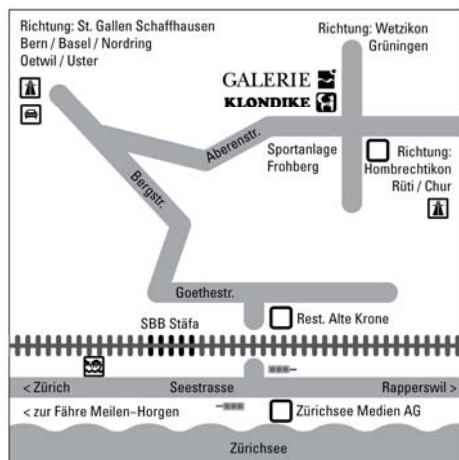 Richtung: St. Gallen Schaffhausen
Bern / Basel / Nordring
Oetwil / Uster
Richtung: Wetzikon
Grüningen
GALERIE
KLONDIKE
Aberenstr.
Sportanlage
Frohberg
Richtung:
Hombrechtikon
Rüti / Chur
Bergstr.
Goethestr.
SBB Stäfa
Rest. Alte Krone
< Zürich
Seestrasse
Rapperswil >
< zur Fähre Meilen–Horgen
Zürichsee Medien AG
Zürichsee